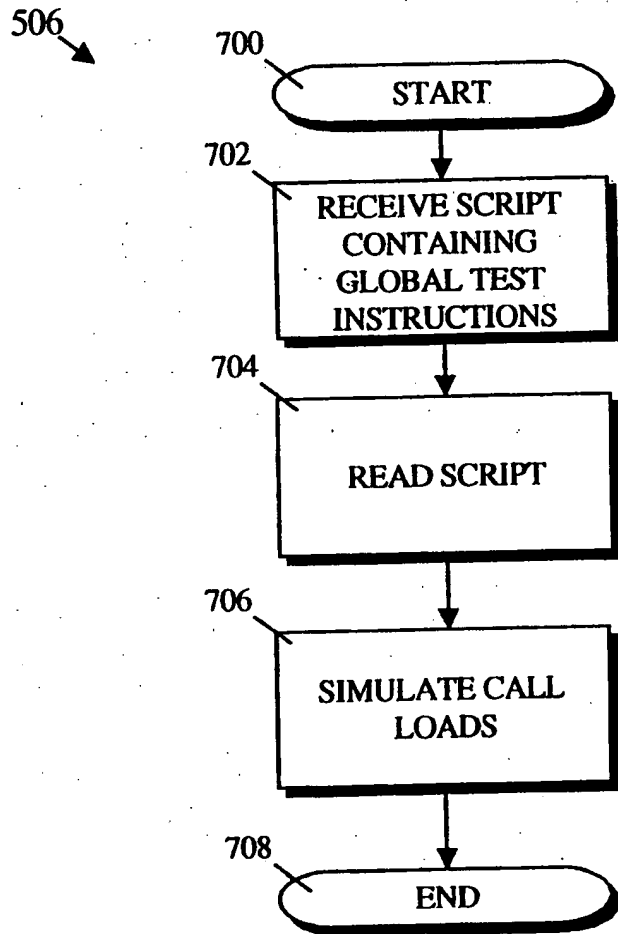 506
700
START
702
RECEIVE SCRIPT
CONTAINING
GLOBAL TEST
INSTRUCTIONS
704
READ SCRIPT
706
SIMULATE CALL
LOADS
708
END